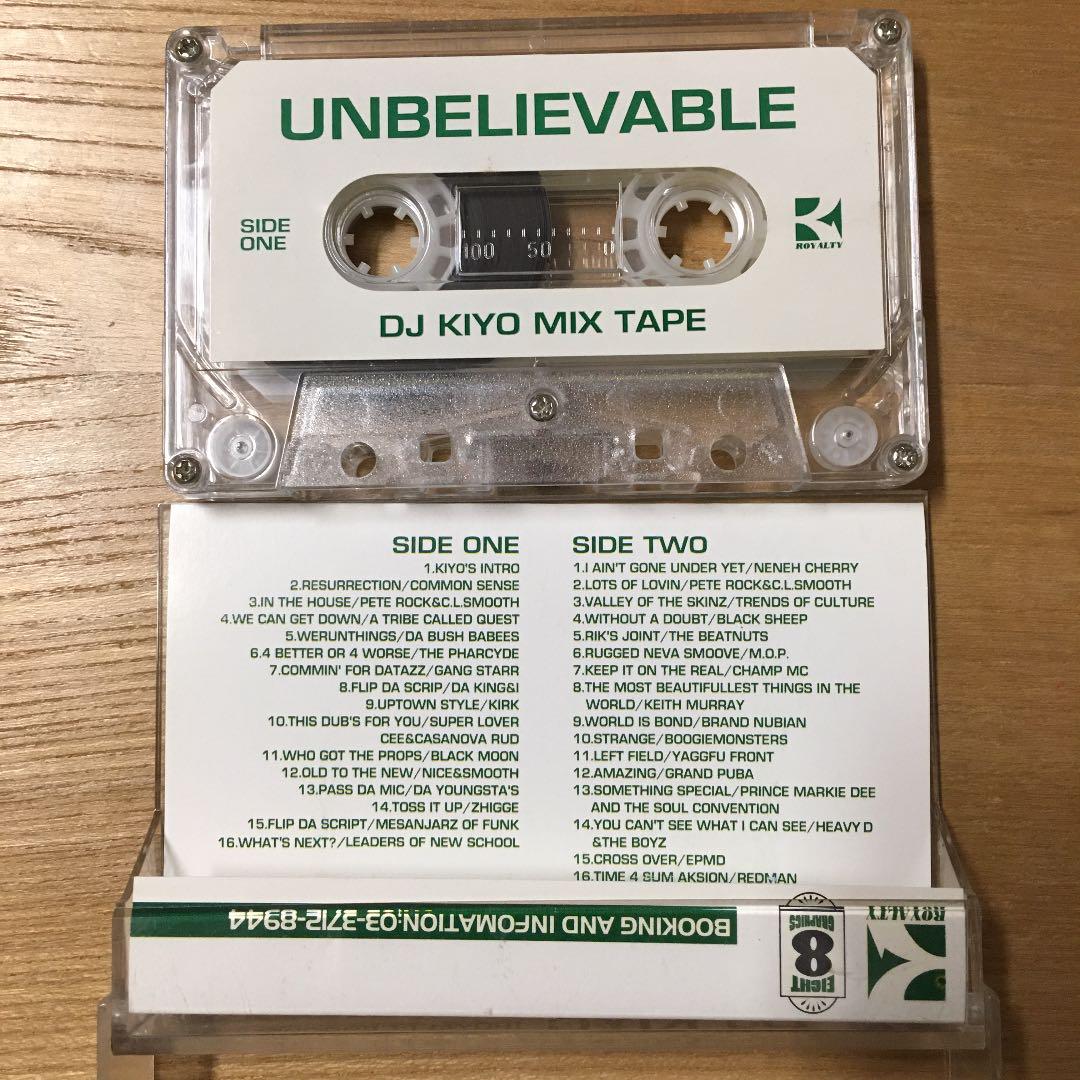 UNBELIEVABLE
SIDE
ONE
100 50 0
ROYALTY
DJ KIYO MIX TAPE
SIDE ONE
1.KIYO'S INTRO
2.RESURRECTION/COMMON SENSE
3.IN THE HOUSE/PETE ROCK&C.L.SMOOTH
4.WE CAN GET DOWN/A TRIBE CALLED QUEST
5.WERUNTHINGS/DA BUSH BABEES
6.4 BETTER OR 4 WORSE/THE PHARCYDE
7.COMMIN' FOR DATAZZ/GANG STARR
8.FLIP DA SCRIP/DA KING&I
9.UPTOWN STYLE/KIRK
10.THIS DUB'S FOR YOU/SUPER LOVER
CEE&CASANOVA RUD
11.WHO GOT THE PROPS/BLACK MOON
12.OLD TO THE NEW/NICE&SMOOTH
13.PASS DA MIC/DA YOUNGSTA'S
14.TOSS IT UP/ZHIGGE
15.FLIP DA SCRIPT/MESANJARZ OF FUNK
16.WHAT'S NEXT?/LEADERS OF NEW SCHOOL
SIDE TWO
1.I AIN'T GONE UNDER YET/NENEH CHERRY
2.LOTS OF LOVIN/PETE ROCK&C.L.SMOOTH
3.VALLEY OF THE SKINZ/TRENDS OF CULTURE
4.WITHOUT A DOUBT/BLACK SHEEP
5.RIK'S JOINT/THE BEATNUTS
6.RUGGED NEVA SMOOVE/M.O.P.
7.KEEP IT ON THE REAL/CHAMP MC
8.THE MOST BEAUTIFULLEST THINGS IN THE
WORLD/KEITH MURRAY
9.WORLD IS BOND/BRAND NUBIAN
10.STRANGE/BOOGIEMONSTERS
11.LEFT FIELD/YAGGFU FRONT
12.AMAZING/GRAND PUBA
13.SOMETHING SPECIAL/PRINCE MARKIE DEE
AND THE SOUL CONVENTION
14.YOU CAN'T SEE WHAT I CAN SEE/HEAVY D
&THE BOYZ
15.CROSS OVER/EPMD
16.TIME 4 SUM AKSION/REDMAN
BOOKING AND INFOMATION:03-3712-8944
EIGHT
8
GRAPHICS
ROYALTY